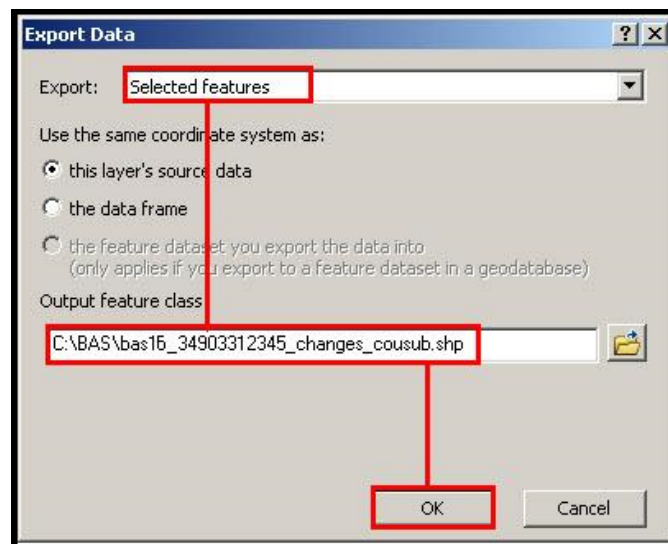 Export Data
Export: Selected features
Use the same coordinate system as:
this layer's source data
the data frame
the feature dataset you export the data into
(only applies if you export to a feature dataset in a geodatabase)
Output feature class
C:\BAS\bas16_34903312345_changes_cousub.shp
OK Cancel